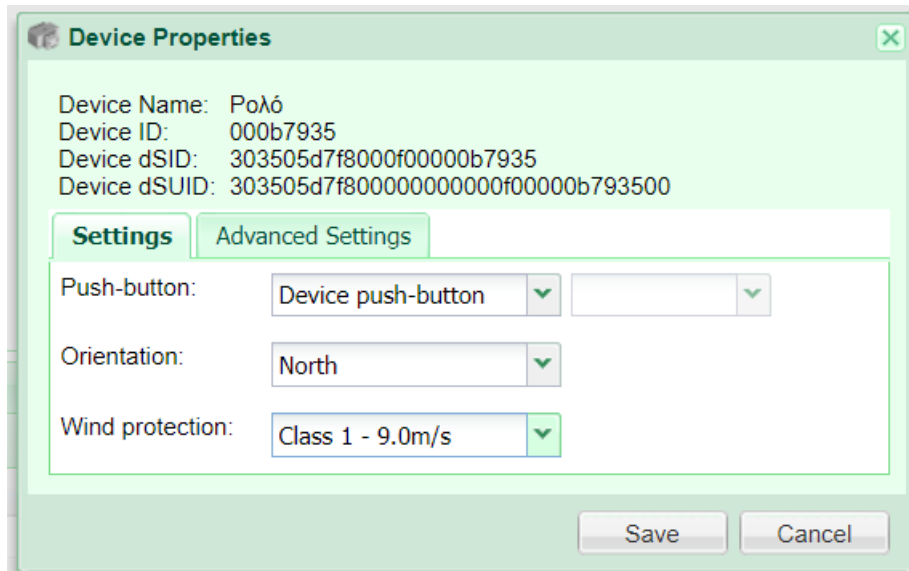 Device Properties
Device Name: Ρολό
Device ID: 000b7935
Device dSID: 303505d7f8000f00000b7935
Device dSUID: 303505d7f800000000000f00000b793500
Settings Advanced Settings
Push-button: Device push-button
Orientation: North
Wind protection: Class 1 - 9.0m/s
Save Cancel